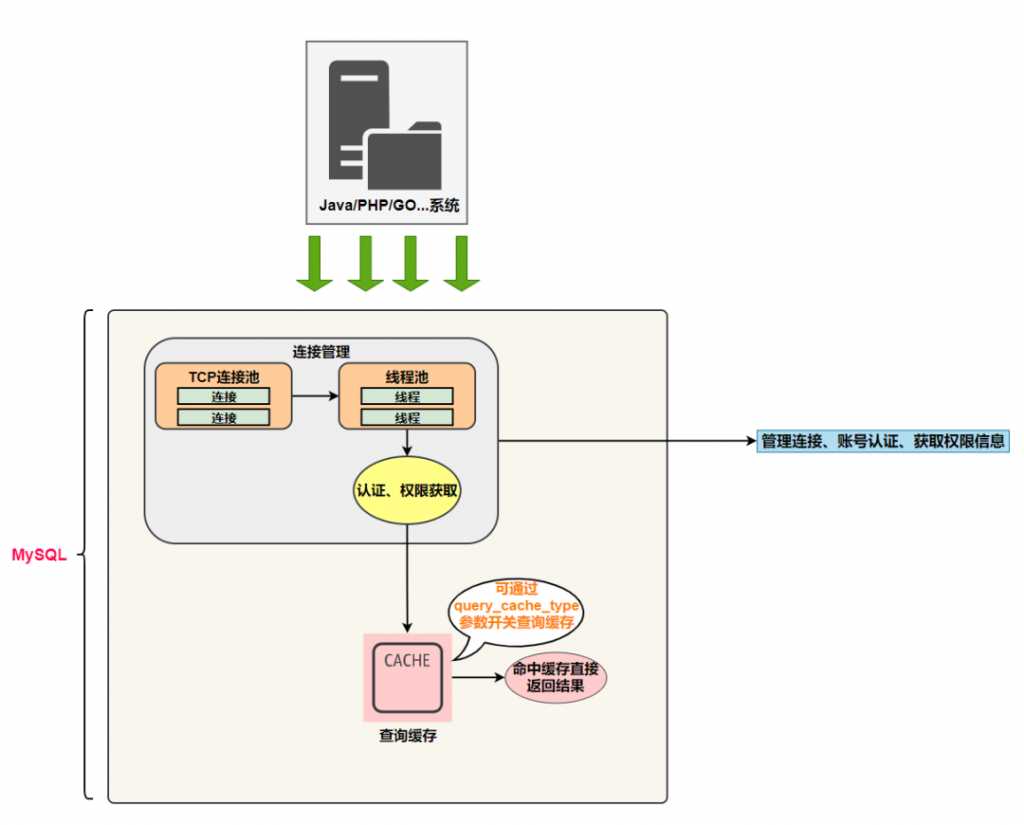 Java/PHP/GO...系统
连接管理
TCP连接池
连接
连接
线程池
线程
线程
认证、权限获取
管理连接、账号认证、获取权限信息
MySQL
可通过
query_cache_type
参数开关查询缓存
CACHE
命中缓存直接
返回结果
查询缓存